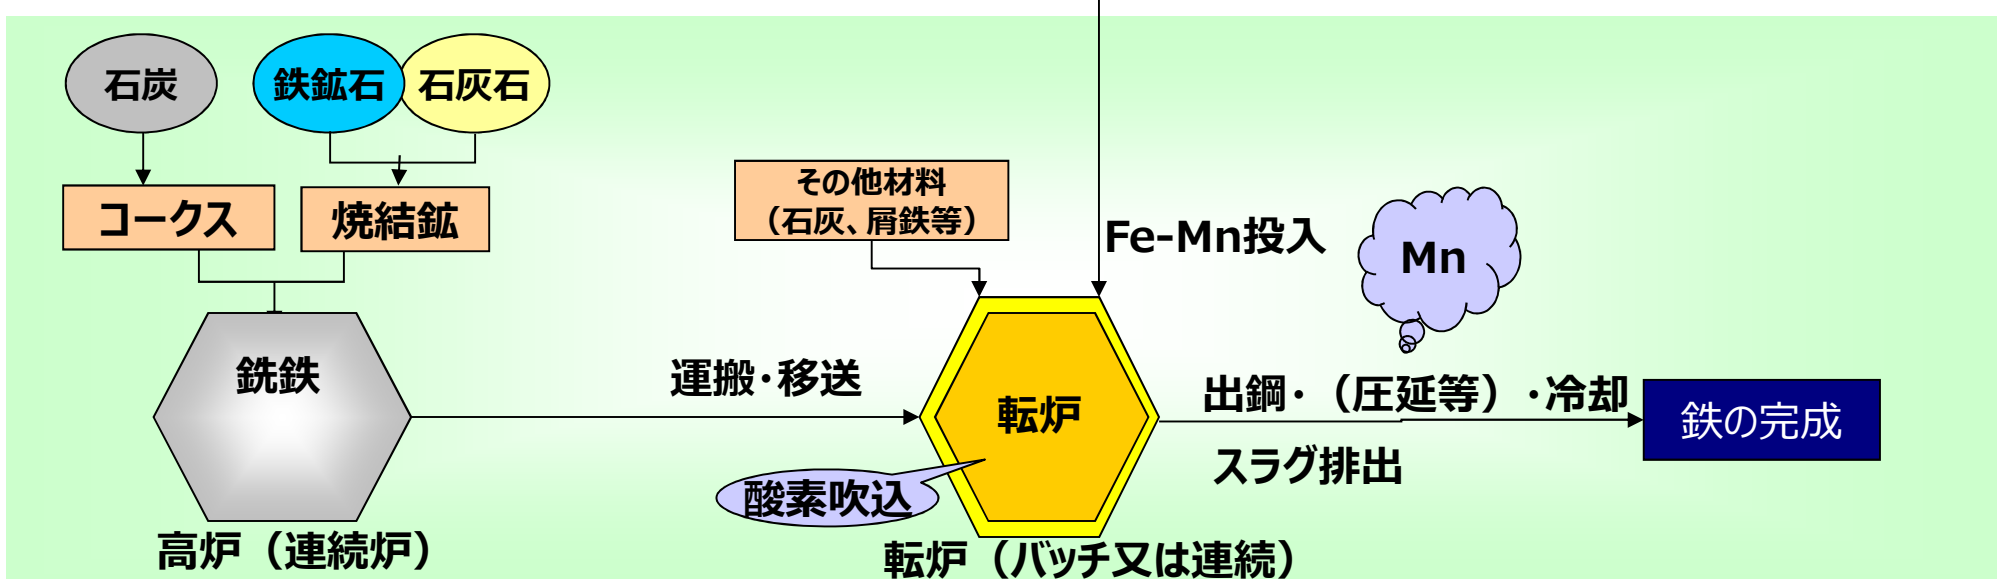 石炭
鉄鉱石
石灰石
コークス
焼結鉱
その他材料
（石灰、屑鉄等）
Fe-Mn投入
Mn
銑鉄
運搬・移送
転炉
出鋼・（圧延等）・冷却
鉄の完成
スラグ排出
酸素吹込
高炉（連続炉）
転炉（バッチ又は連続）